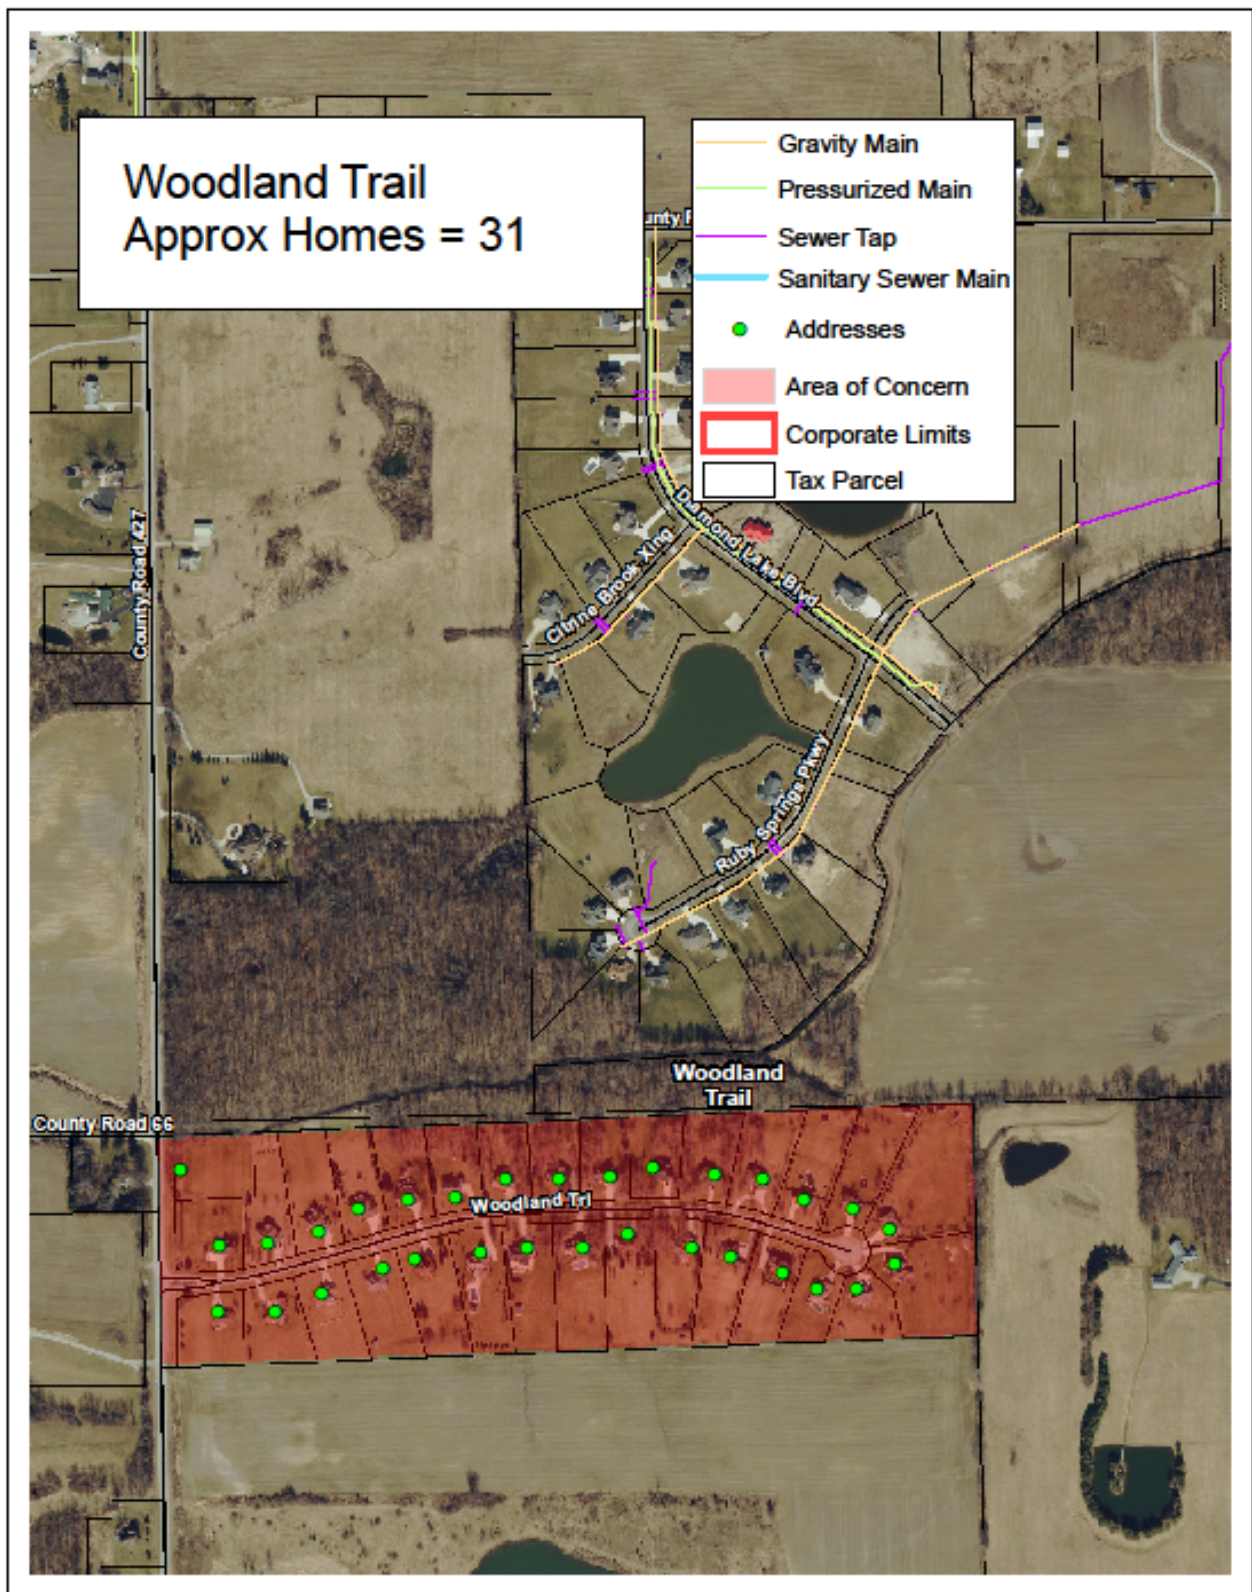 Woodland Trail
Approx Homes = 31
Gravity Main
Pressurized Main
Sewer Tap
Sanitary Sewer Main
Addresses
Area of Concern
Corporate Limits
Tax Parcel
unty R
County Road 427
Diamond Lake Blvd
Citrine Brook Xing
Ruby Springs Pkwy
Woodland
Trail
County Road 66
Woodland Trl